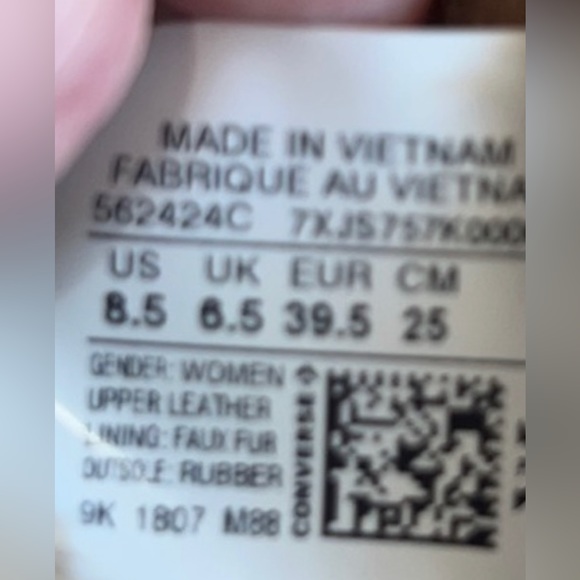 MADE IN VIETNAM
FABRIQUE AU VIETNA
562424C 7XJS757K000
US UK EUR CM
8.5 6.5 39.5 25
GENDER: WOMEN
UPPER LEATHER
LINING: FAUX FUR
OUTSOLE: RUBBER
9K 1807 M88
CONVERSE